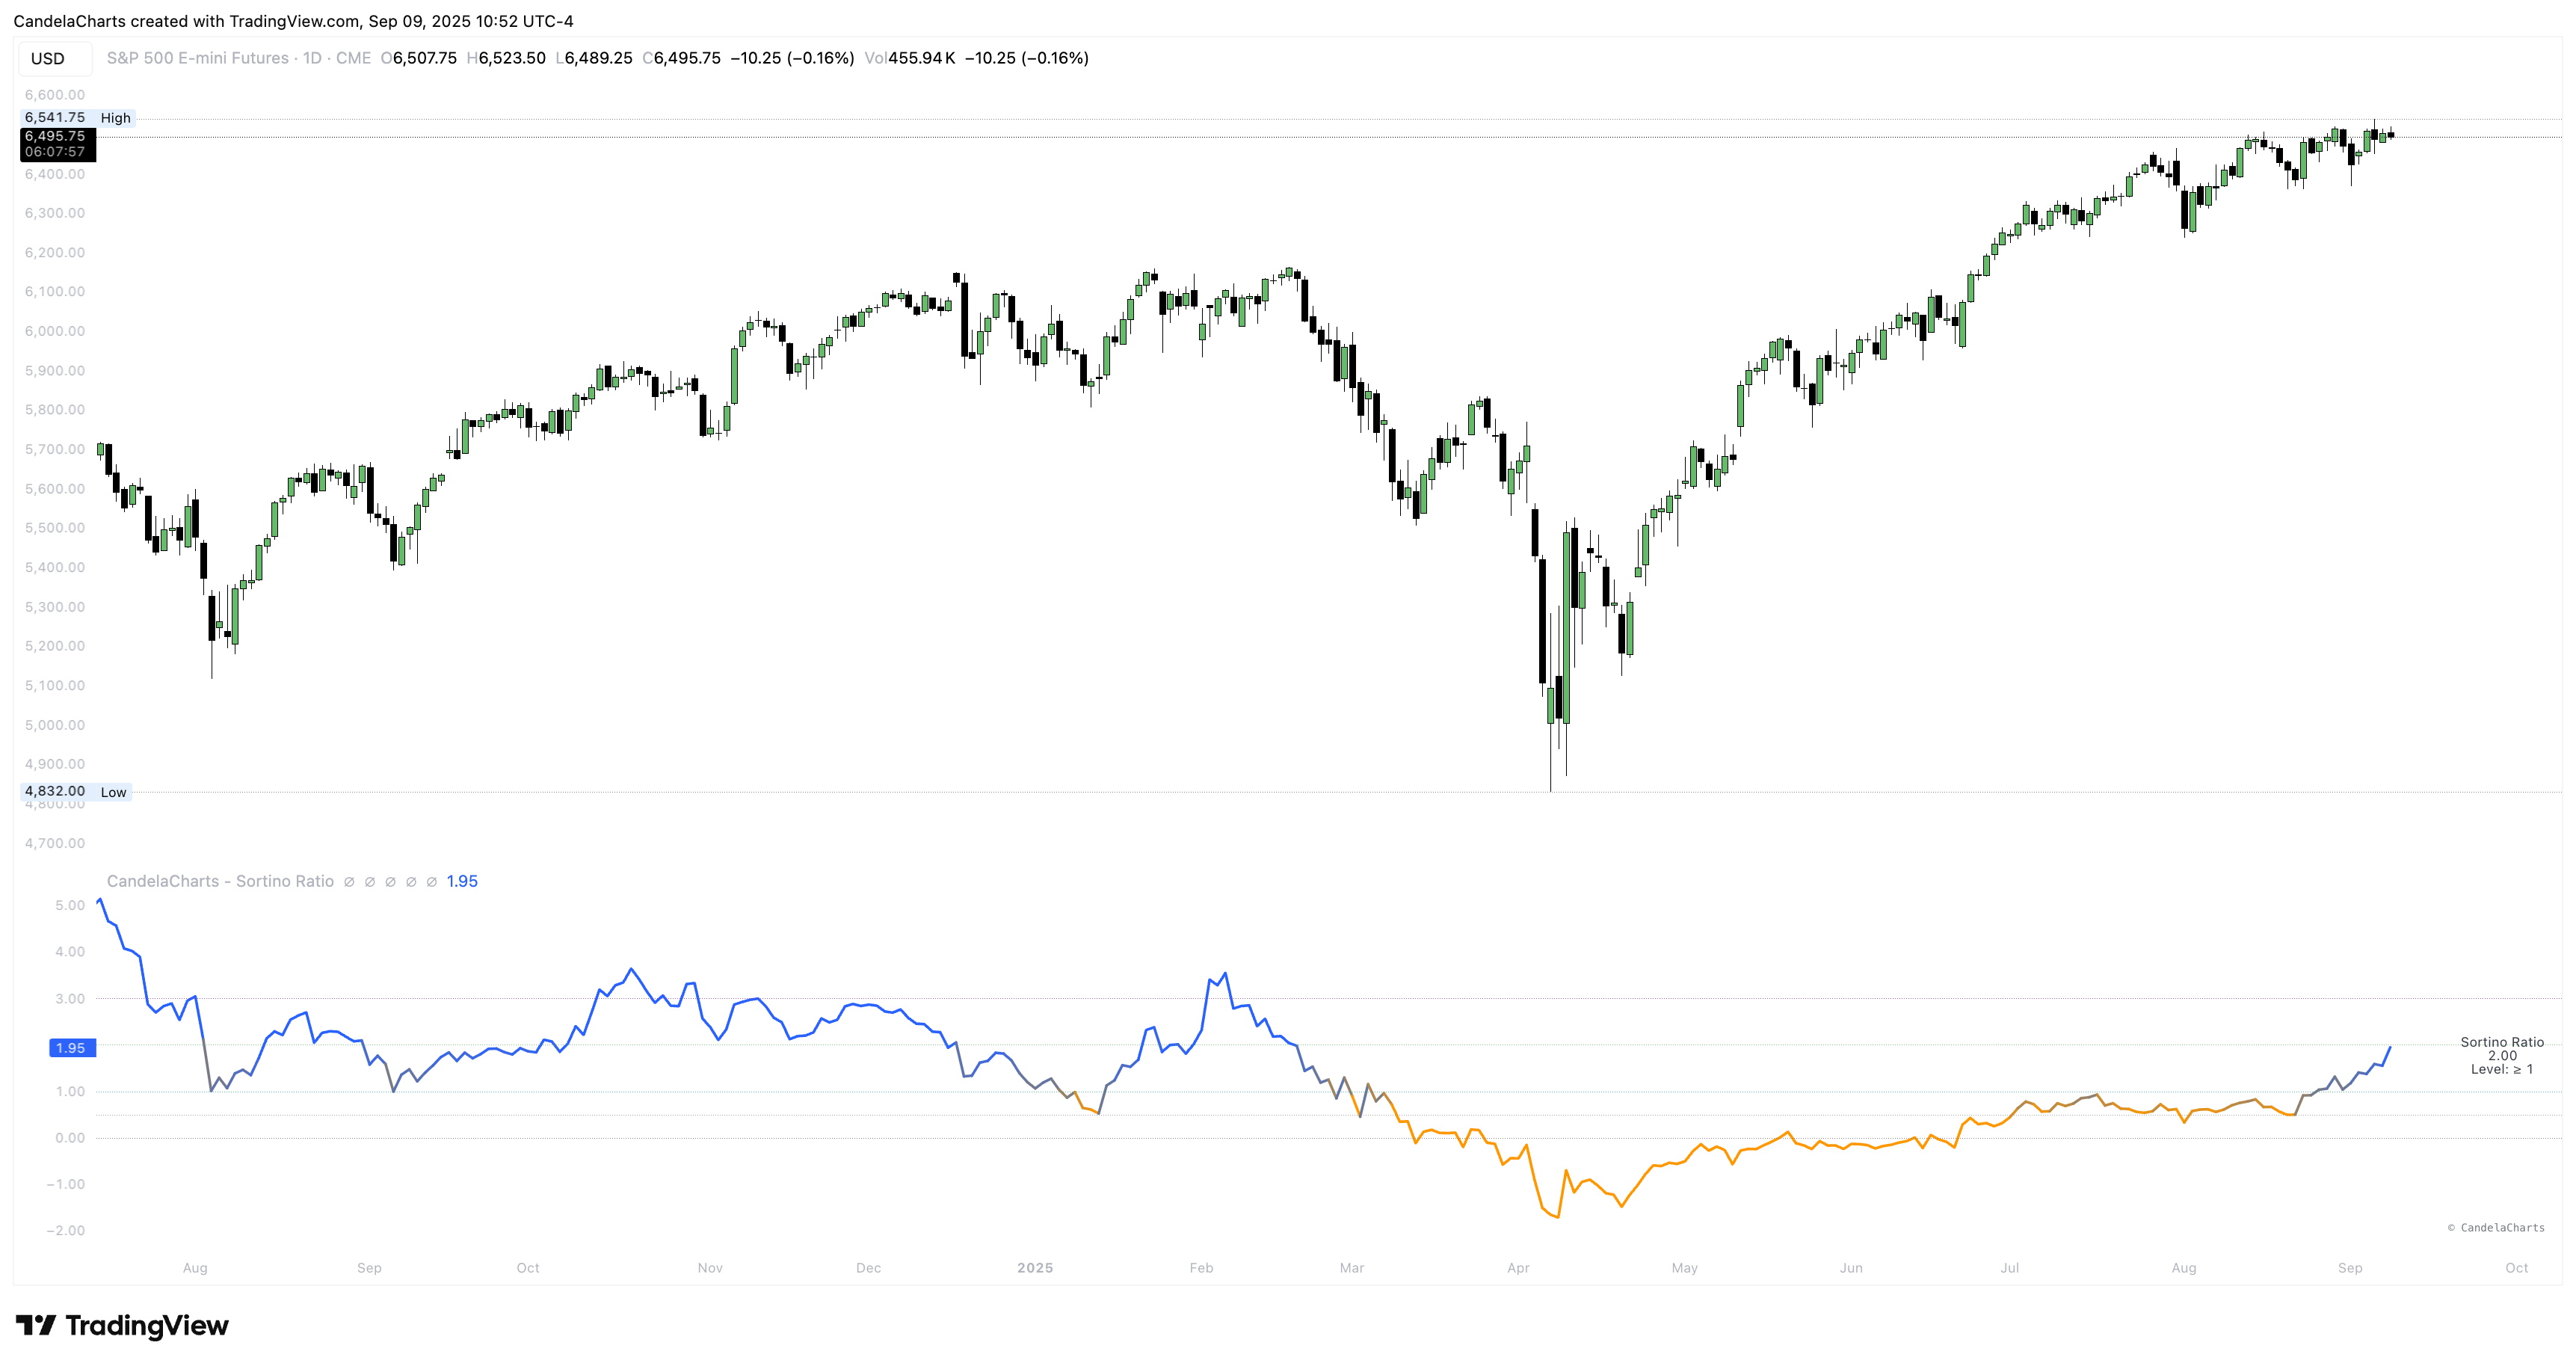 CandelaCharts created with TradingView.com, Sep 09, 2025 10:52 UTC-4
USD
S&P 500 E-mini Futures · 1D · CME O6,507.75 H6,523.50 L6,489.25 C6,495.75 −10.25 (−0.16%) Vol455.94 K −10.25 (−0.16%)
6,600.00
6,541.75 High
6,495.75
06:07:57
6,400.00
6,300.00
6,200.00
6,100.00
6,000.00
5,900.00
5,800.00
5,700.00
5,600.00
5,500.00
5,400.00
5,300.00
5,200.00
5,100.00
5,000.00
4,900.00
4,832.00 Low
4,800.00
4,700.00
CandelaCharts - Sortino Ratio ∅ ∅ ∅ ∅ ∅ 1.95
5.00
4.00
3.00
1.95
1.00
0.00
−1.00
−2.00
Sortino Ratio
2.00
Level: ≥ 1
© CandelaCharts
Aug Sep Oct Nov Dec 2025 Feb Mar Apr May Jun Jul Aug Sep Oct
TradingView